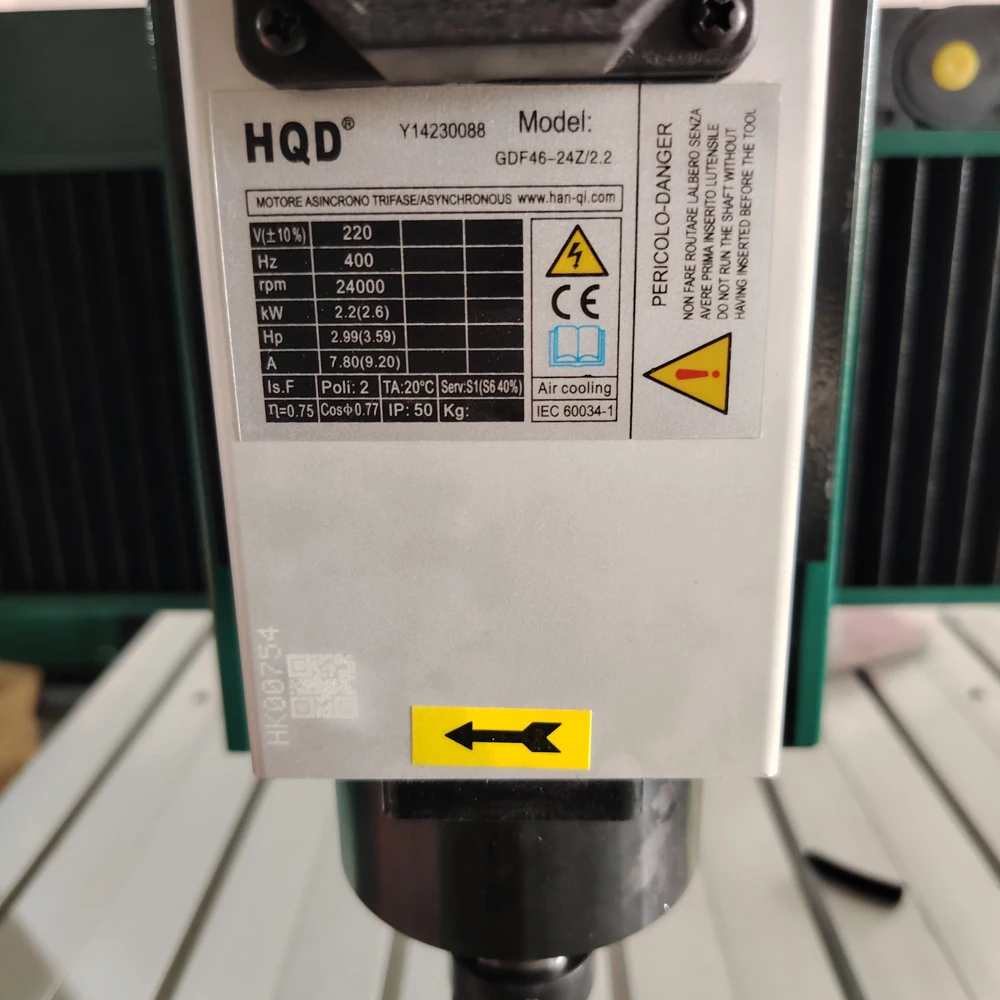 HQD® Y14230088 Model:
GDF46-24Z/2.2
MOTORE ASINCRONO TRIFASE/ASYNCHRONOUS www.han-qi.com
V(±10%) 220
Hz 400
rpm 24000
kW 2.2(2.6)
Hp 2.99(3.59)
A 7.80(9.20)
Is.F Poli: 2 TA:20°C Serv:S1(S6 40%)
η=0.75 CosΦ0.77 IP: 50 Kg:
CE
Air cooling
IEC 60034-1
PERICOLO-DANGER
NON FARE ROUTARE LALBERO SENZA
AVERE PRIMA INSERITO LUTENSILE
DO NOT RUN THE SHAFT WITHOUT
HAVING INSERTED BEFORE THE TOOL
HK00754